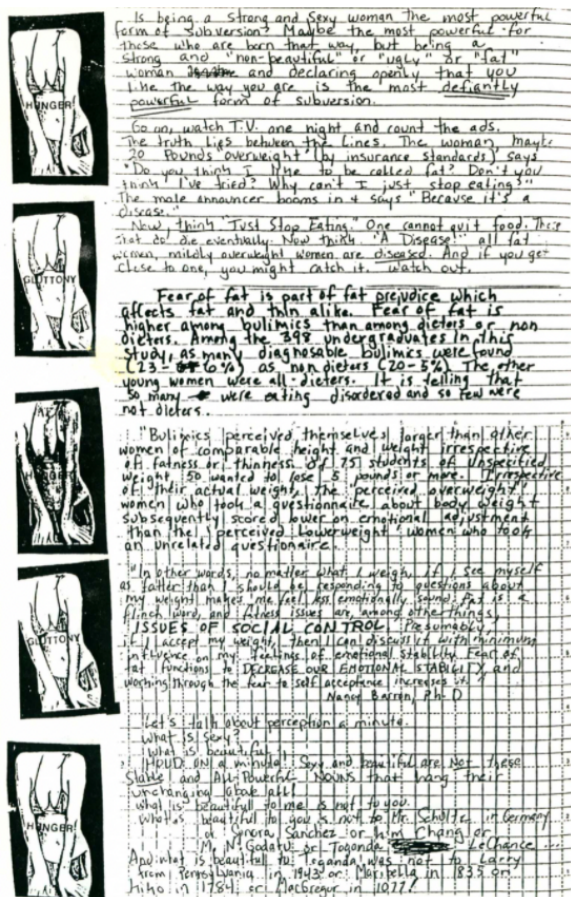 Is being a strong and sexy woman the most powerful
form of subversion? Maybe the most powerful for
those who are born that way, but being a
strong and "non-beautiful" or "ugly" or "fat"
woman and declaring openly that you
like the way you are is the most defiantly
powerful form of subversion.
Go on, watch T.V. one night and count the ads.
The truth lies between the lines. The woman, maybe
20 pounds overweight (by insurance standards) says
"Do you think I like to be called fat? Don't you
think I've tried? Why can't I just stop eating?"
The male announcer booms in + says "Because it's a
disease."
Now, think "Just Stop Eating." One cannot quit food. Those
that do, die eventually. Now think "A Disease!" all fat
women, mildly overweight women are diseased. And if you get
close to one, you might catch it. Watch out.
Fear of fat is part of fat prejudice which
affects fat and thin alike. Fear of fat is
higher among bulimics than among dieters or non
dieters. Among the 398 undergraduates in this
study, as many diagnosable bulimics were found
(23- 6%) as non dieters (20-5%) The other
young women were all dieters. It is telling that
so many were eating disordered and so few were
not dieters.
"Bulimics perceived themselves larger than other
women of comparable height and weight irrespective
of fatness or thinness. Of 75 students of unspecified
weight, 50 wanted to lose 5 pounds or more. Irrespective
of their actual weight, the "perceived overweight"
women who took a questionnaire about body weight
subsequently scored lower on emotional adjustment
than the "perceived lowerweight" women who took
an unrelated questionnaire.
"In other words, no matter what I weigh, if I see myself
as fatter than I should be, responding to questions about
my weight makes me feel less emotionally sound. Fat is a
flinch word, and fatness issues are, among other things,
ISSUES OF SOCIAL CONTROL. Presumably,
if I accept my weight, then I can discuss it with minimum
influence on my feelings of emotional stability. Fear of
fat functions to DECREASE OUR EMOTIONAL STABILITY and
working through the fear to self acceptance increases it."
Nancy Barron, Ph.D
Let's talk about perception a minute.
What is sexy?
What is beautiful?
HOLD ON a minute! Sexy and beautiful are Not these
Stable and All-Powerful NOUNS that hang their
unchanging above all!
What is beautiful to me is not to you.
What is beautiful to you is not to Mr. Schultz in Germany
or Senora Sanchez or Kim Chang or
M. N'Godatu or Toganda LeChance ...
And what is beautiful to Toganda was not to Larry
from Pennsylvania in 1943 or Maribella in 1835 or
in 1784 or Macgregor in 1077!
HUNGER
GLUTTONY
GLUTTONY
HUNGER